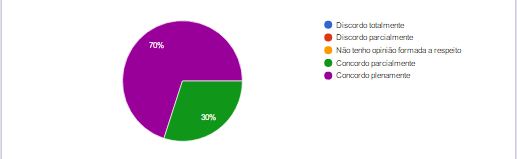 70%
30%
Discordo totalmente
Discordo parcialmente
Não tenho opinião formada a respeito
Concordo parcialmente
Concordo plenamente